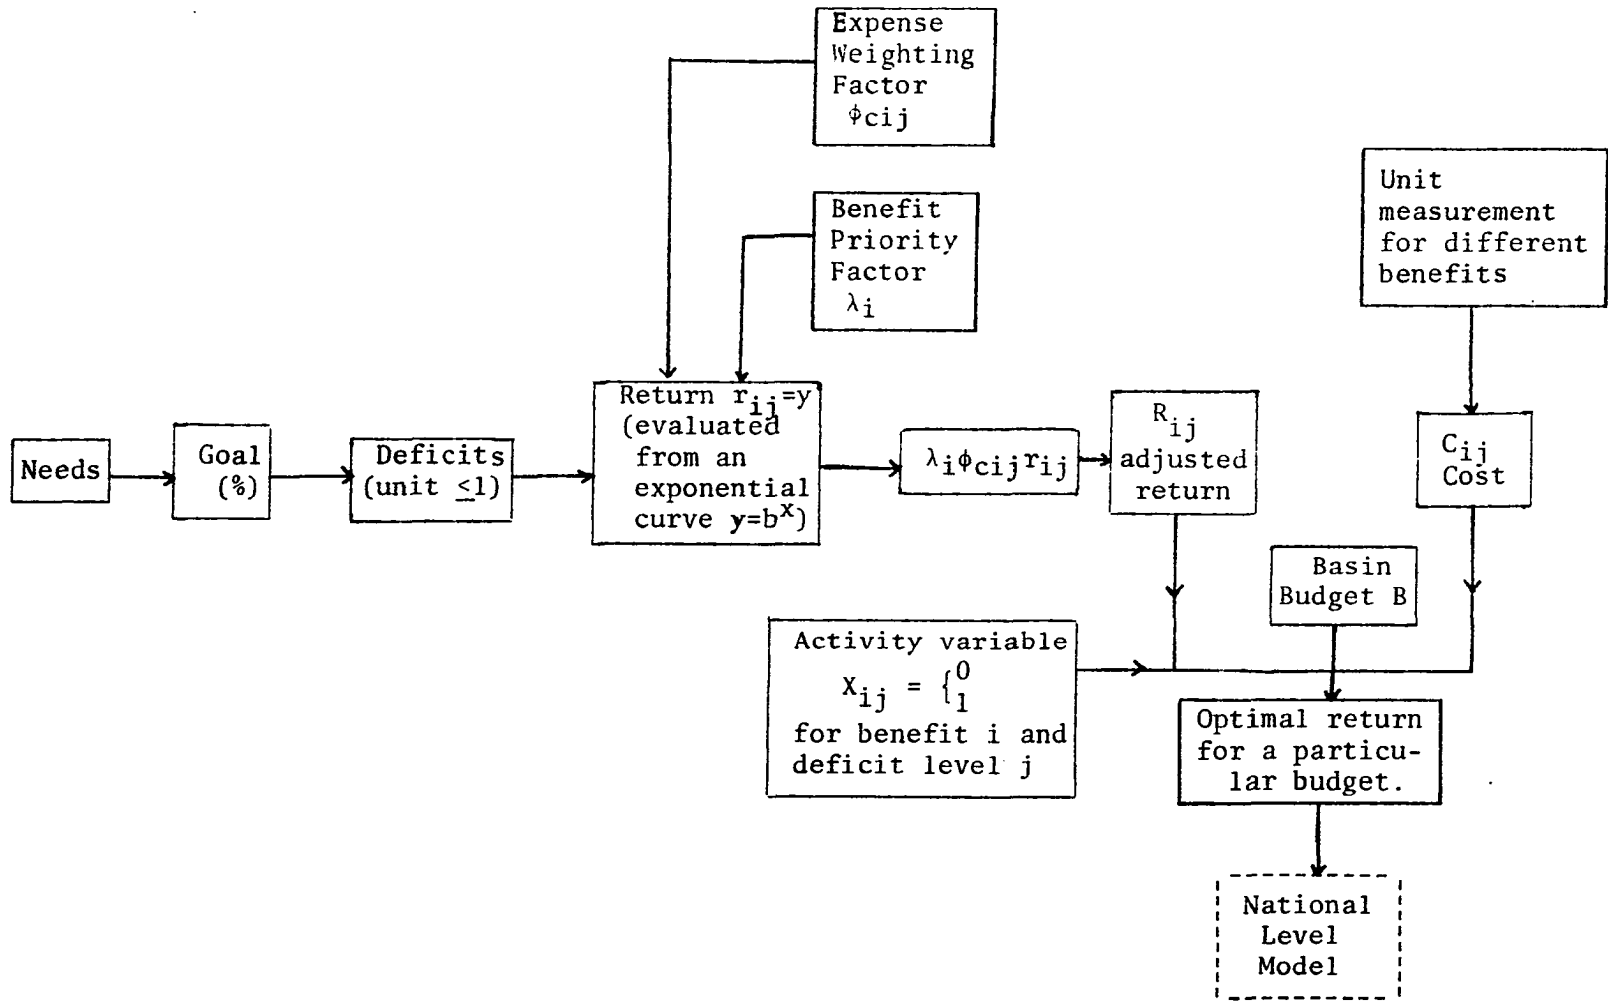 Expense
Weighting
Factor
ϕcij
Benefit
Priority
Factor
λi
Unit
measurement
for different
benefits
Needs
Goal
(%)
Deficits
(unit ≤1)
Return rij=y
(evaluated
from an
exponential
curve y=b^x)
λiϕcijrij
Rij
adjusted
return
Cij
Cost
Basin
Budget B
Activity variable
Xij = {0
1
for benefit i and
deficit level j
Optimal return
for a particu-
lar budget.
National
Level
Model